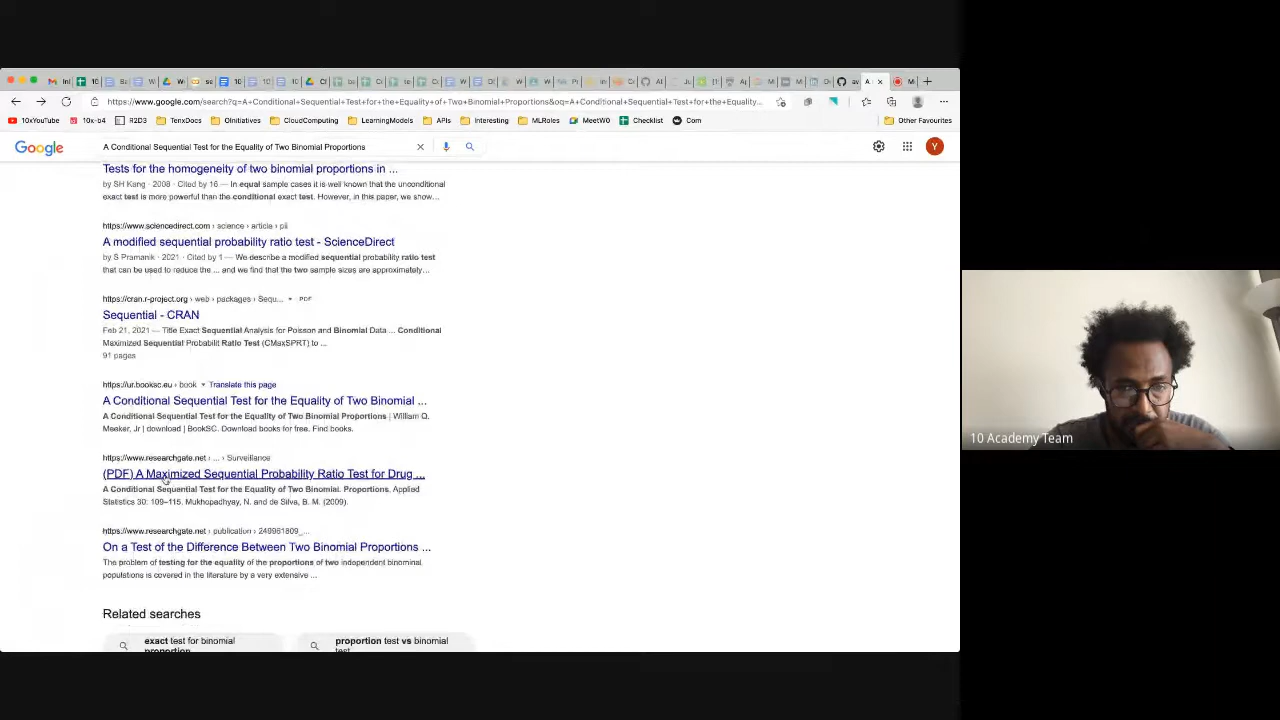 https://www.google.com/search?q=A+Conditional+Sequential+Test+for+the+Equality+of+Two+Binomial+Proportions&oq=A+Conditional+Sequential+Test+for+the+Equality...
10xYouTube 10x-b4 R2D3 TenxDocs OInitiatives CloudComputing LearningModels APIs Interesting MLRoles MeetW0 Checklist Com Other Favourites
Google A Conditional Sequential Test for the Equality of Two Binomial Proportions Y
Tests for the homogeneity of two binomial proportions in ...
by SH Kang · 2008 · Cited by 16 — In equal sample cases it is well known that the unconditional
exact test is more powerful than the conditional exact test. However, in this paper, we show...
https://www.sciencedirect.com › science › article › pii
A modified sequential probability ratio test - ScienceDirect
by S Pramanik · 2021 · Cited by 1 — We describe a modified sequential probability ratio test
that can be used to reduce the ... and we find that the two sample sizes are approximately...
https://cran.r-project.org › web › packages › Sequ... PDF
Sequential - CRAN
Feb 21, 2021 — Title Exact Sequential Analysis for Poisson and Binomial Data ... Conditional
Maximized Sequential Probabilit Ratio Test (CMaxSPRT) to ...
91 pages
https://ur.booksc.eu › book Translate this page
A Conditional Sequential Test for the Equality of Two Binomial ...
A Conditional Sequential Test for the Equality of Two Binomial Proportions | William Q.
Meeker, Jr | download | BookSC. Download books for free. Find books.
https://www.researchgate.net › ... › Surveillance
(PDF) A Maximized Sequential Probability Ratio Test for Drug ...
A Conditional Sequential Test for the Equality of Two Binomial. Proportions. Applied
Statistics 30: 109–115. Mukhopadhyay, N. and de Silva, B. M. (2009).
https://www.researchgate.net › publication › 249961809_...
On a Test of the Difference Between Two Binomial Proportions ...
The problem of testing for the equality of the proportions of two independent binominal
populations is covered in the literature by a very extensive ...
Related searches
exact test for binomial
proportion
proportion test vs binomial
test
10 Academy Team